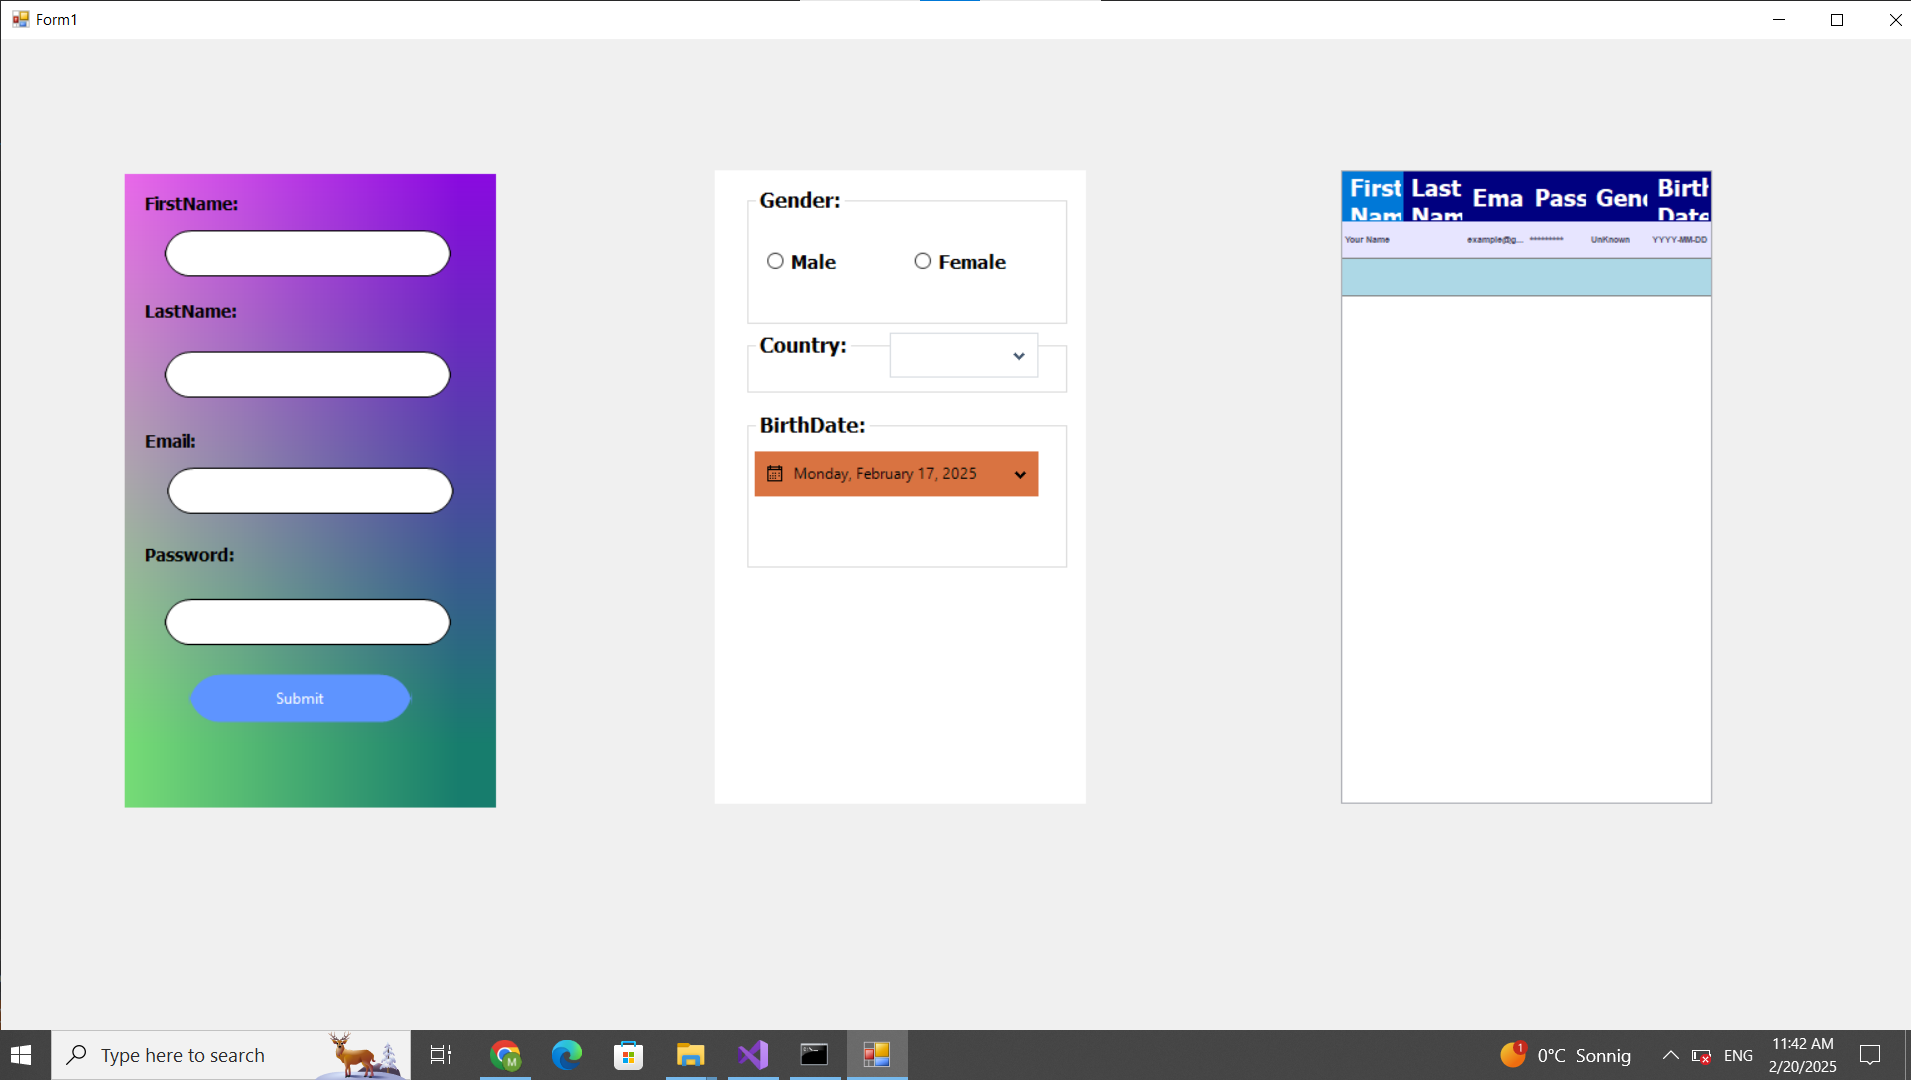 Form1
FirstName:
LastName:
Email:
Password:
Submit
Gender:
Male
Female
Country:
BirthDate:
Monday, February 17, 2025
First Nam
Last Nam
Ema
Pass
Gen
Birth Date
Your Name
example@g...
*********
UnKnown
YYYY-MM-DD
Type here to search
M
1
0°C Sonnig
ENG
11:42 AM
2/20/2025